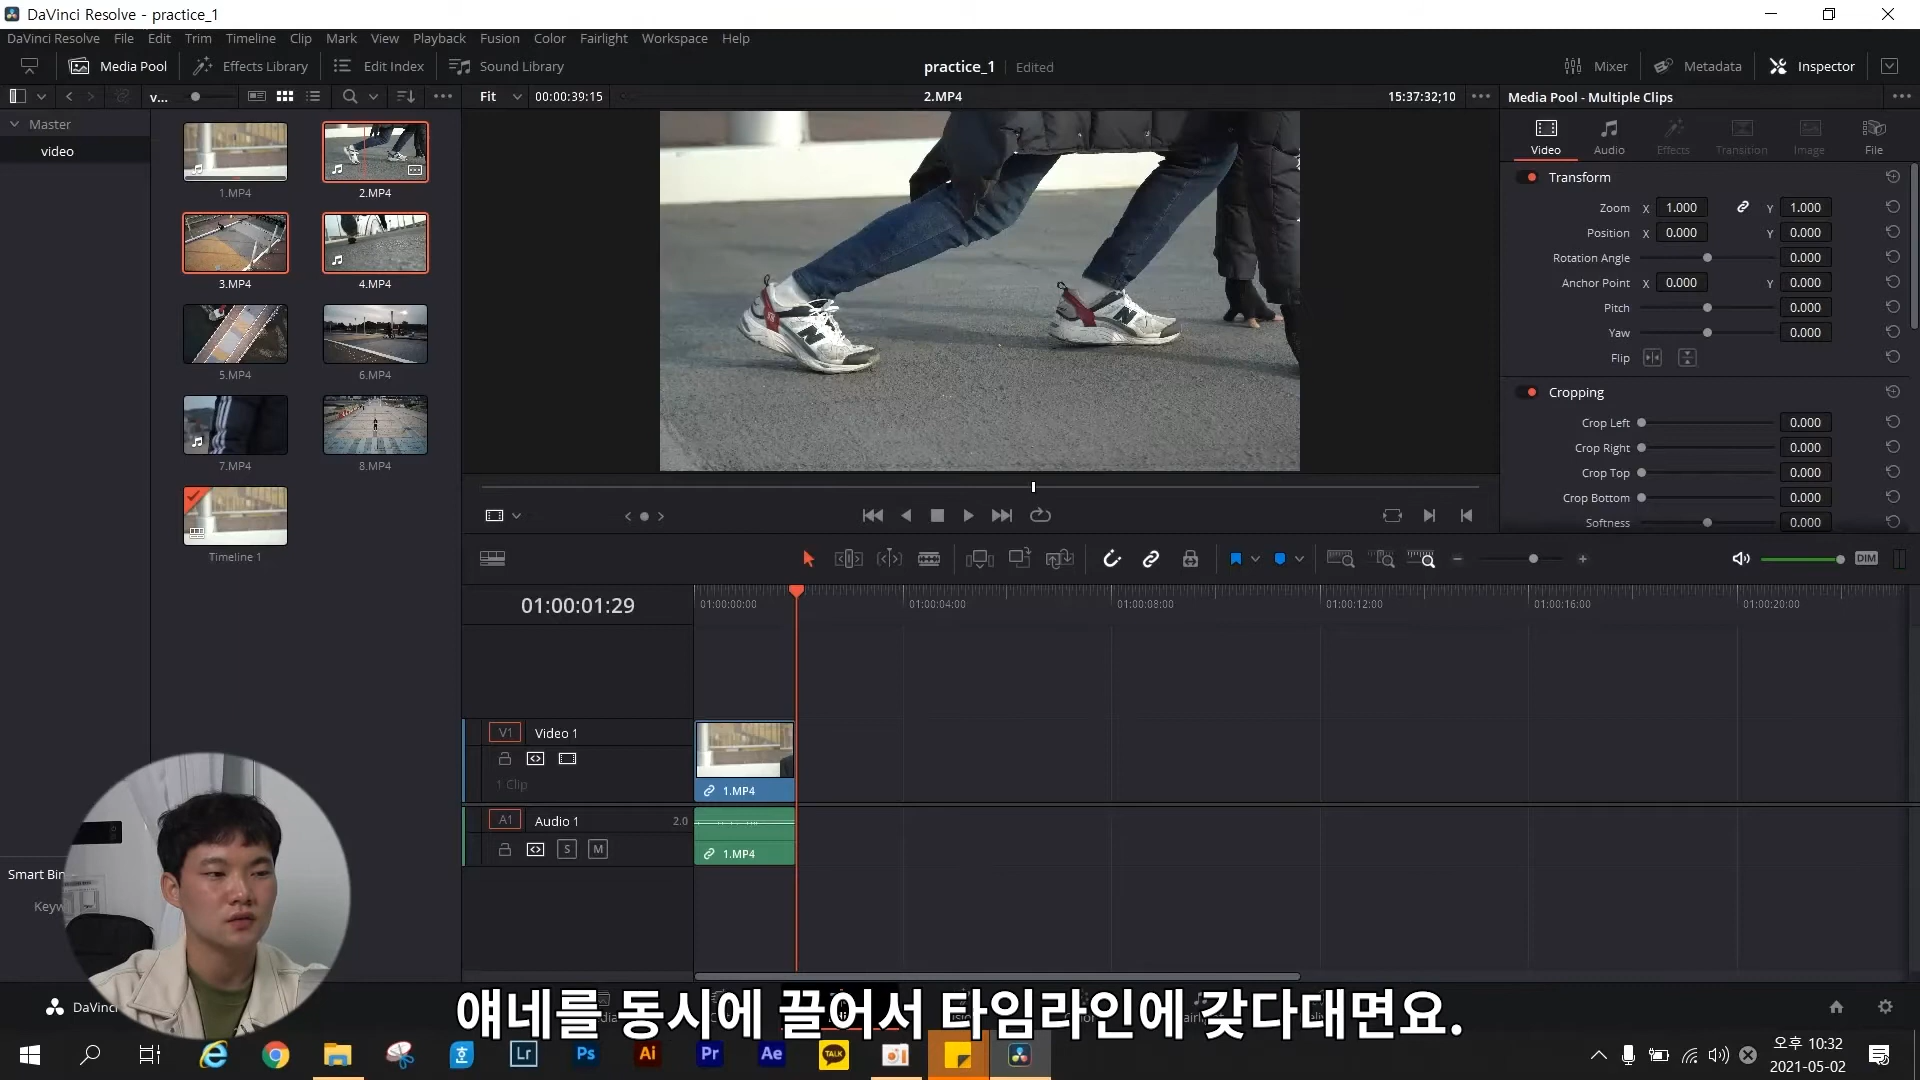 DaVinci Resolve - practice_1
DaVinci Resolve File Edit Trim Timeline Clip Mark View Playback Fusion Color Fairlight Workspace Help
Media Pool Effects Library Edit Index Sound Library practice_1 Edited Mixer Metadata Inspector
v... Fit 00:00:39:15 2.MP4 15:37:32;10 Media Pool - Multiple Clips
Master
video
1.MP4 2.MP4
3.MP4 4.MP4
5.MP4 6.MP4
7.MP4 8.MP4
Timeline 1
Video Audio Effects Transition Image File
Transform
Zoom X 1.000 Y 1.000
Position X 0.000 Y 0.000
Rotation Angle 0.000
Anchor Point X 0.000 Y 0.000
Pitch 0.000
Yaw 0.000
Flip
Cropping
Crop Left 0.000
Crop Right 0.000
Crop Top 0.000
Crop Bottom 0.000
Softness 0.000
DIM
01:00:01:29 01:00:00:00 01:00:04:00 01:00:08:00 01:00:12:00 01:00:16:00 01:00:20:00
V1 Video 1
1 Clip
1.MP4
A1 Audio 1 2.0
S M
1.MP4
Smart Bin
Keyw
DaVinci
얘네를 동시에 끌어서 타임라인에 갖다대면요.
Lr Ps Ai Pr Ae TALK
오후 10:32
2021-05-02